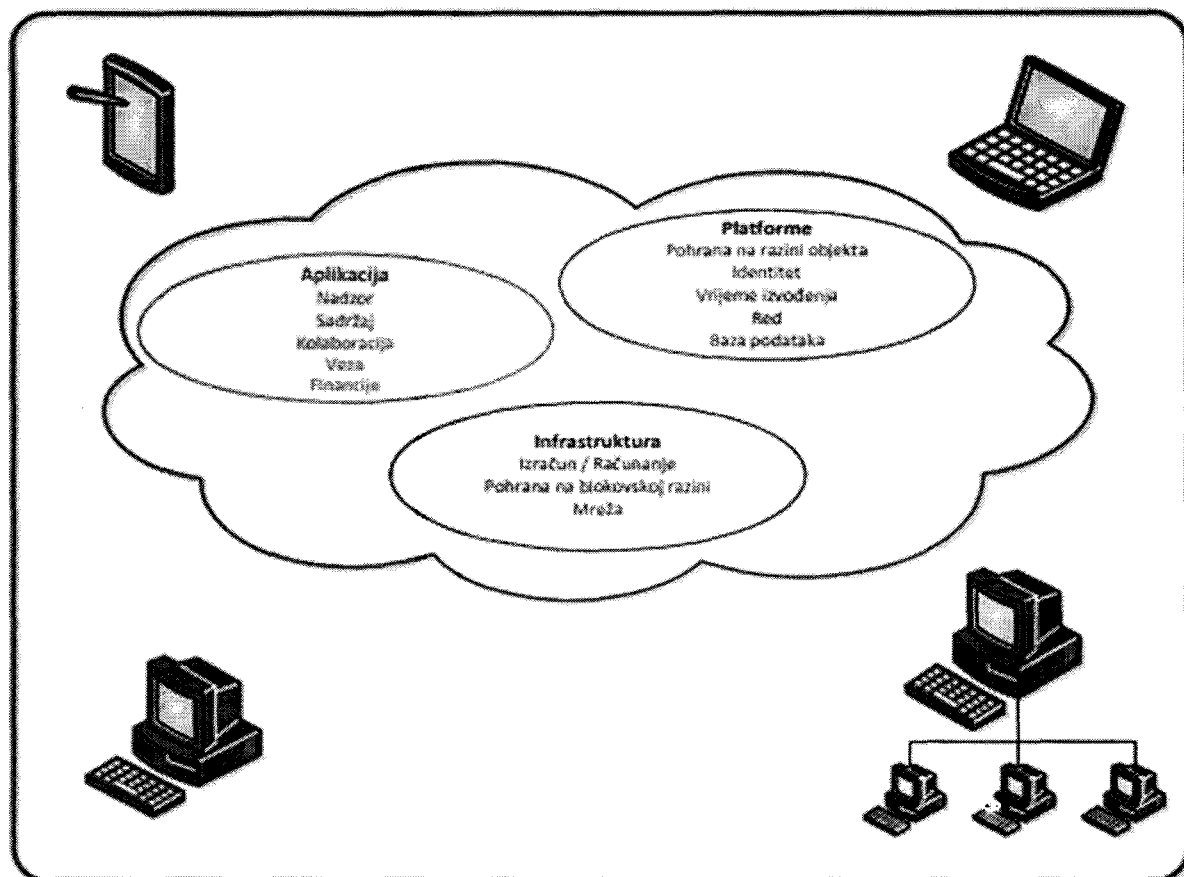 Aplikacija
Nadzor
Sadržaj
Kolaboracija
Veza
Financije
Platforme
Pohrana na razini objekta
Identitet
Vrijeme izvođenja
Red
Baza podataka
Infrastruktura
Izračun / Računanje
Pohrana na blokovskoj razini
Mreža